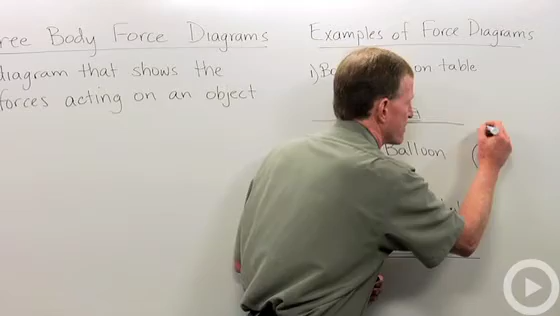 ree Body Force Diagrams
diagram that shows the
forces acting on an object
Examples of Force Diagrams
1) on table
Balloon